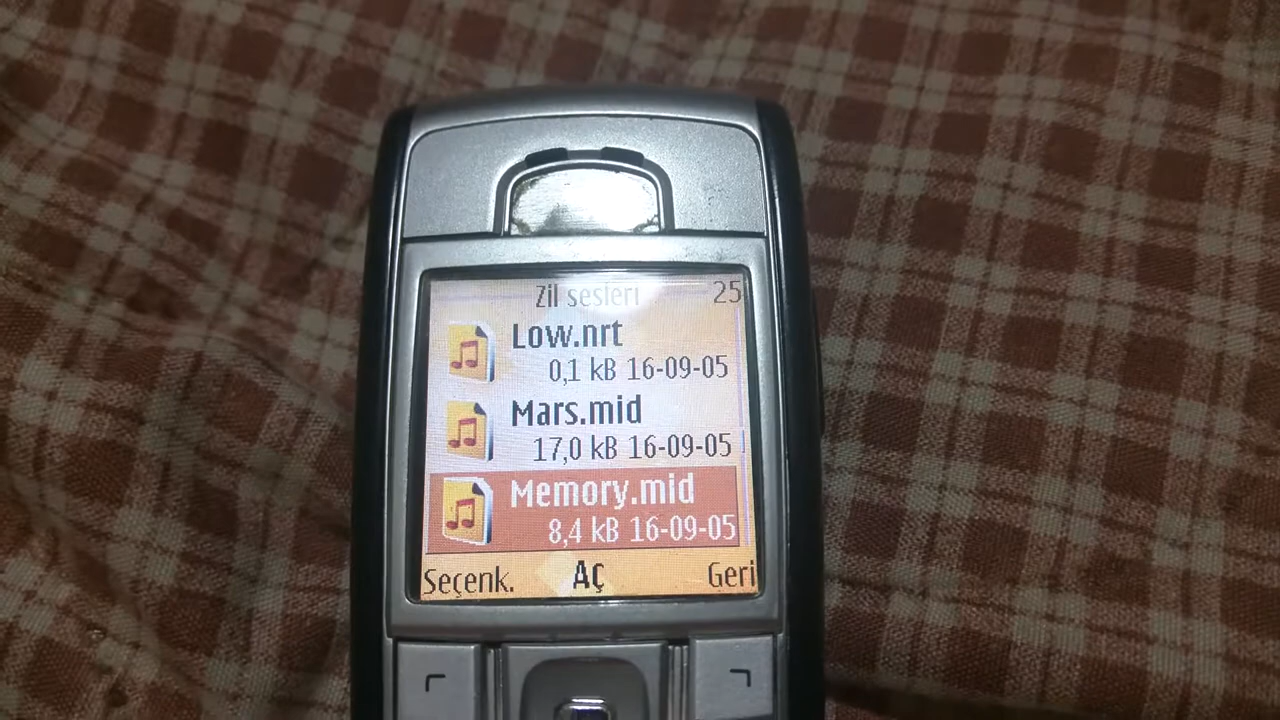 Zil sesleri 25
Low.nrt
0,1 kB 16-09-05
Mars.mid
17,0 kB 16-09-05
Memory.mid
8,4 kB 16-09-05
Seçenk. AÇ Geri